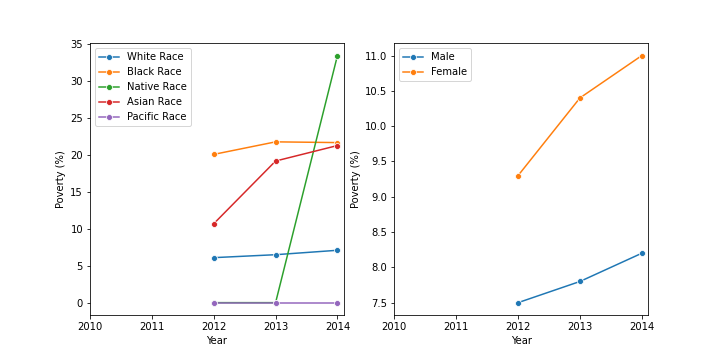 White Race
Black Race
Native Race
Asian Race
Pacific Race
Poverty (%)
35
30
25
20
15
10
5
0
2010 2011 2012 2013 2014
Year
Male
Female
Poverty (%)
11.0
10.5
10.0
9.5
9.0
8.5
8.0
7.5
2010 2011 2012 2013 2014
Year